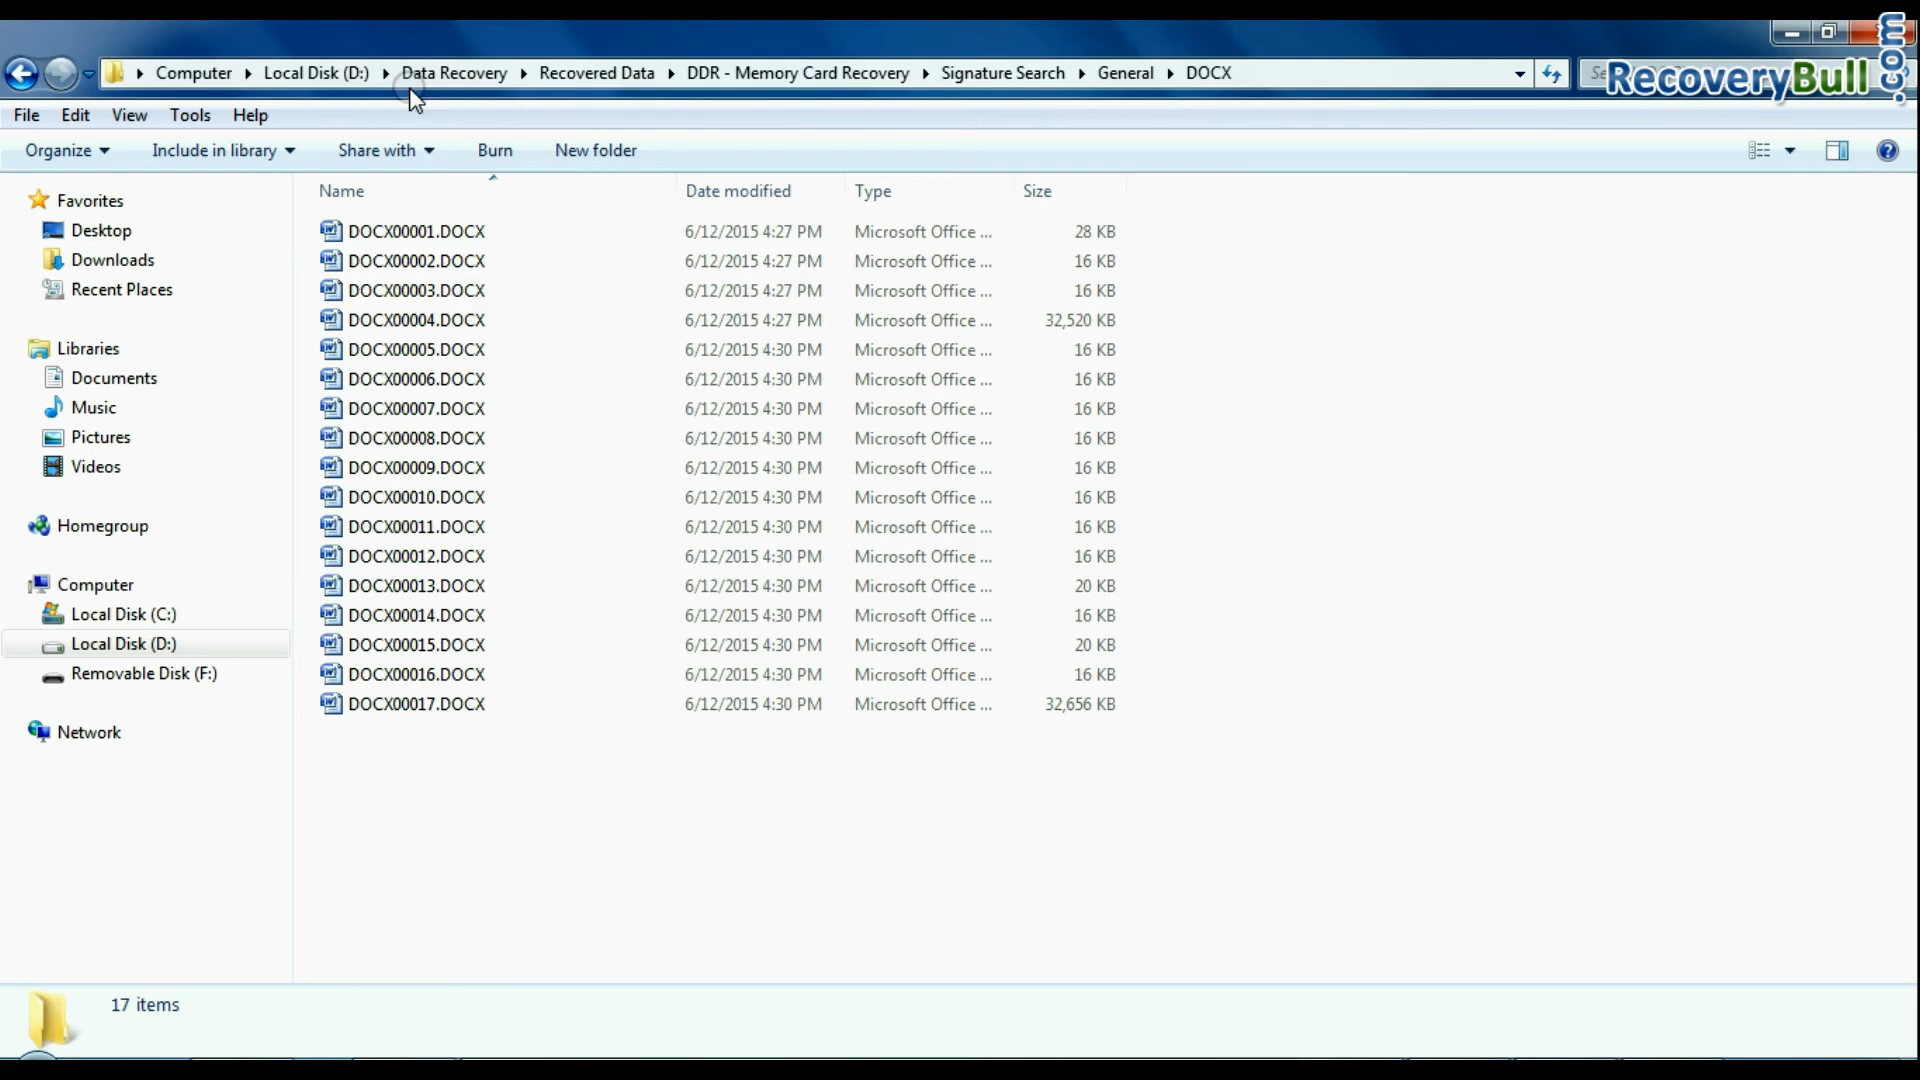 Computer Local Disk (D:) Data Recovery Recovered Data DDR - Memory Card Recovery Signature Search General DOCX
RecoveryBull.com
File Edit View Tools Help
Organize Include in library Share with Burn New folder
Name Date modified Type Size
Favorites
Desktop
Downloads
Recent Places
Libraries
Documents
Music
Pictures
Videos
Homegroup
Computer
Local Disk (C:)
Local Disk (D:)
Removable Disk (F:)
Network
DOCX00001.DOCX 6/12/2015 4:27 PM Microsoft Office ... 28 KB
DOCX00002.DOCX 6/12/2015 4:27 PM Microsoft Office ... 16 KB
DOCX00003.DOCX 6/12/2015 4:27 PM Microsoft Office ... 16 KB
DOCX00004.DOCX 6/12/2015 4:27 PM Microsoft Office ... 32,520 KB
DOCX00005.DOCX 6/12/2015 4:30 PM Microsoft Office ... 16 KB
DOCX00006.DOCX 6/12/2015 4:30 PM Microsoft Office ... 16 KB
DOCX00007.DOCX 6/12/2015 4:30 PM Microsoft Office ... 16 KB
DOCX00008.DOCX 6/12/2015 4:30 PM Microsoft Office ... 16 KB
DOCX00009.DOCX 6/12/2015 4:30 PM Microsoft Office ... 16 KB
DOCX00010.DOCX 6/12/2015 4:30 PM Microsoft Office ... 16 KB
DOCX00011.DOCX 6/12/2015 4:30 PM Microsoft Office ... 16 KB
DOCX00012.DOCX 6/12/2015 4:30 PM Microsoft Office ... 16 KB
DOCX00013.DOCX 6/12/2015 4:30 PM Microsoft Office ... 20 KB
DOCX00014.DOCX 6/12/2015 4:30 PM Microsoft Office ... 16 KB
DOCX00015.DOCX 6/12/2015 4:30 PM Microsoft Office ... 20 KB
DOCX00016.DOCX 6/12/2015 4:30 PM Microsoft Office ... 16 KB
DOCX00017.DOCX 6/12/2015 4:30 PM Microsoft Office ... 32,656 KB
17 items